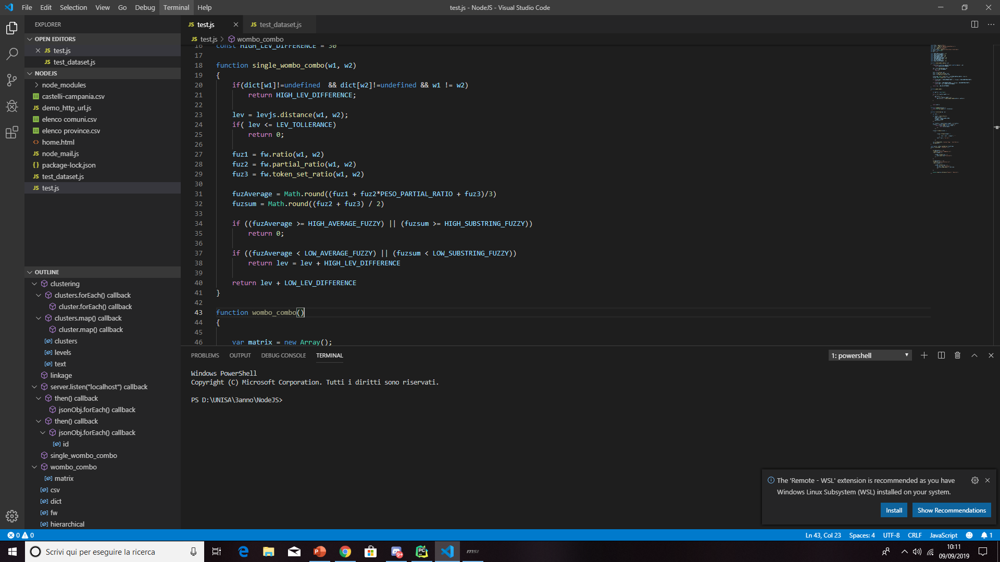 File Edit Selection View Go Debug Terminal Help
test.js - NodeJS - Visual Studio Code
EXPLORER
OPEN EDITORS
JS test.js
JS test_dataset.js
NODEJS
node_modules
castelli-campania.csv
JS demo_http_url.js
elenco comuni.csv
elenco province.csv
<> home.html
JS node_mail.js
{} package-lock.json
JS test_dataset.js
JS test.js
OUTLINE
clustering
clusters.forEach() callback
cluster.forEach() callback
clusters.map() callback
cluster.map() callback
clusters
levels
text
linkage
server.listen("localhost") callback
then() callback
jsonObj.forEach() callback
then() callback
jsonObj.forEach() callback
id
single_wombo_combo
wombo_combo
matrix
csv
dict
fw
hierarchical
JS test.js
JS test_dataset.js
JS test.js > wombo_combo
16 const HIGH_LEV_DIFFERENCE = 30
17
18 function single_wombo_combo(w1, w2)
19 {
20 if(dict[w1]!=undefined  && dict[w2]!=undefined && w1 != w2)
21 return HIGH_LEV_DIFFERENCE;
22
23 lev = levjs.distance(w1, w2);
24 if( lev <= LEV_TOLLERANCE)
25 return 0;
26
27 fuz1 = fw.ratio(w1, w2)
28 fuz2 = fw.partial_ratio(w1, w2)
29 fuz3 = fw.token_set_ratio(w1, w2)
30
31 fuzAverage = Math.round((fuz1 + fuz2*PESO_PARTIAL_RATIO + fuz3)/3)
32 fuzsum = Math.round((fuz2 + fuz3) / 2)
33
34 if ((fuzAverage >= HIGH_AVERAGE_FUZZY) || (fuzsum >= HIGH_SUBSTRING_FUZZY))
35 return 0;
36
37 if ((fuzAverage < LOW_AVERAGE_FUZZY) || (fuzsum < LOW_SUBSTRING_FUZZY))
38 return lev = lev + HIGH_LEV_DIFFERENCE
39
40 return lev + LOW_LEV_DIFFERENCE
41 }
42
43 function wombo_combo()
44 {
45
46 var matrix = new Array();
PROBLEMS OUTPUT DEBUG CONSOLE TERMINAL
1: powershell
Windows PowerShell
Copyright (C) Microsoft Corporation. Tutti i diritti sono riservati.
PS D:\UNISA\3anno\NodeJS>
The 'Remote - WSL' extension is recommended as you have
Windows Linux Subsystem (WSL) installed on your system.
Install
Show Recommendations
0 0
Ln 43, Col 23 Spaces: 4 UTF-8 CRLF JavaScript 1
Scrivi qui per eseguire la ricerca
P
9+
PC
msi
10:11
09/09/2019